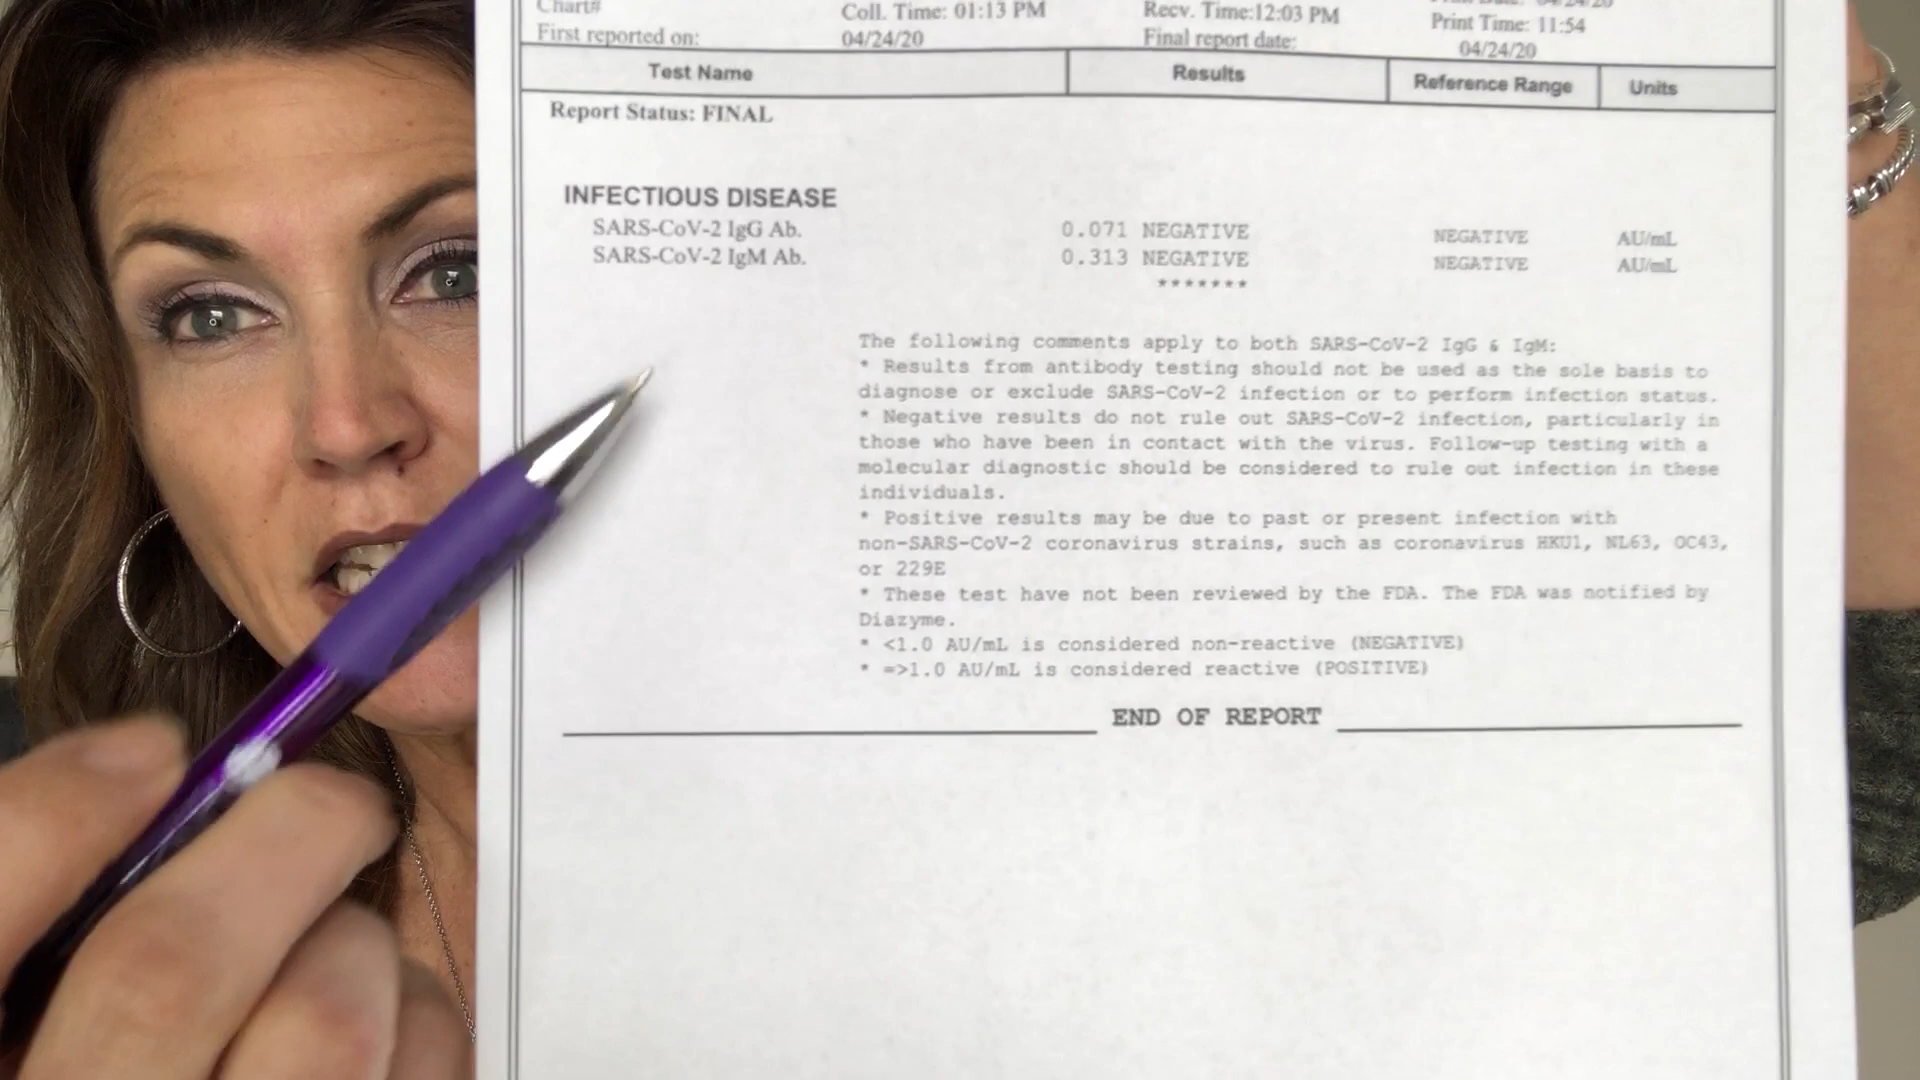 Chart# Coll. Time: 01:13 PM Recv. Time:12:03 PM Print Time: 11:54
First reported on: 04/24/20 Final report date: 04/24/20
Test Name Results Reference Range Units
Report Status: FINAL
INFECTIOUS DISEASE
SARS-CoV-2 IgG Ab. 0.071 NEGATIVE NEGATIVE AU/mL
SARS-CoV-2 IgM Ab. 0.313 NEGATIVE NEGATIVE AU/mL
*******
The following comments apply to both SARS-CoV-2 IgG & IgM:
* Results from antibody testing should not be used as the sole basis to
diagnose or exclude SARS-CoV-2 infection or to perform infection status.
* Negative results do not rule out SARS-CoV-2 infection, particularly in
those who have been in contact with the virus. Follow-up testing with a
molecular diagnostic should be considered to rule out infection in these
individuals.
* Positive results may be due to past or present infection with
non-SARS-CoV-2 coronavirus strains, such as coronavirus HKU1, NL63, OC43,
or 229E
* These test have not been reviewed by the FDA. The FDA was notified by
Diazyme.
* <1.0 AU/mL is considered non-reactive (NEGATIVE)
* =>1.0 AU/mL is considered reactive (POSITIVE)
END OF REPORT